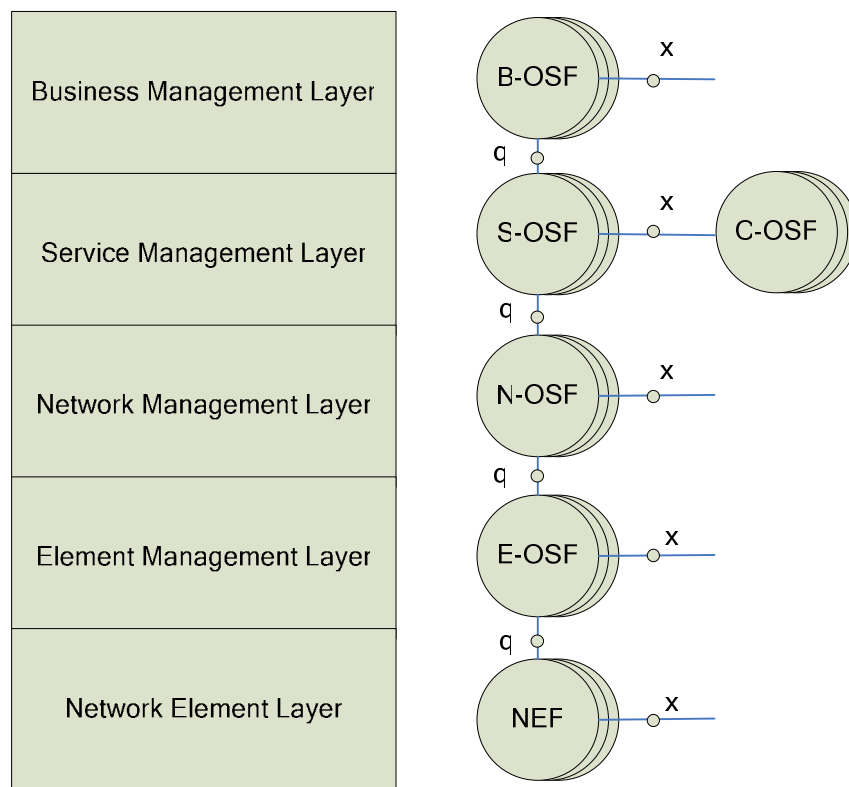 Business Management Layer
B-OSF
x
q
Service Management Layer
S-OSF
x
C-OSF
q
Network Management Layer
N-OSF
x
q
Element Management Layer
E-OSF
x
q
Network Element Layer
NEF
x